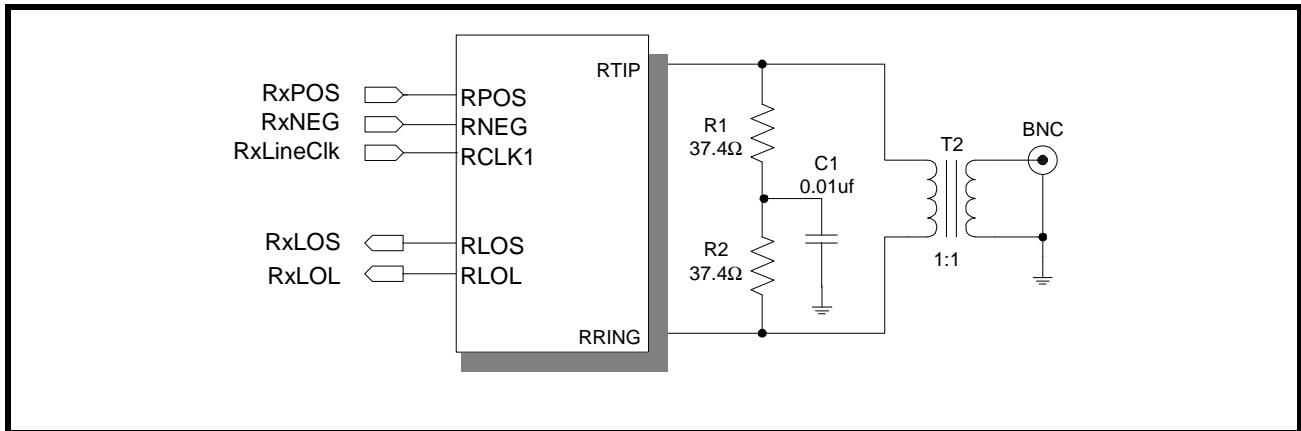 RxPOS
RxNEG
RxLineClk
RxLOS
RxLOL
RPOS
RNEG
RCLK1
RLOS
RLOL
RTIP
RRING
R1
37.4Ω
R2
37.4Ω
C1
0.01uf
T2
1:1
BNC